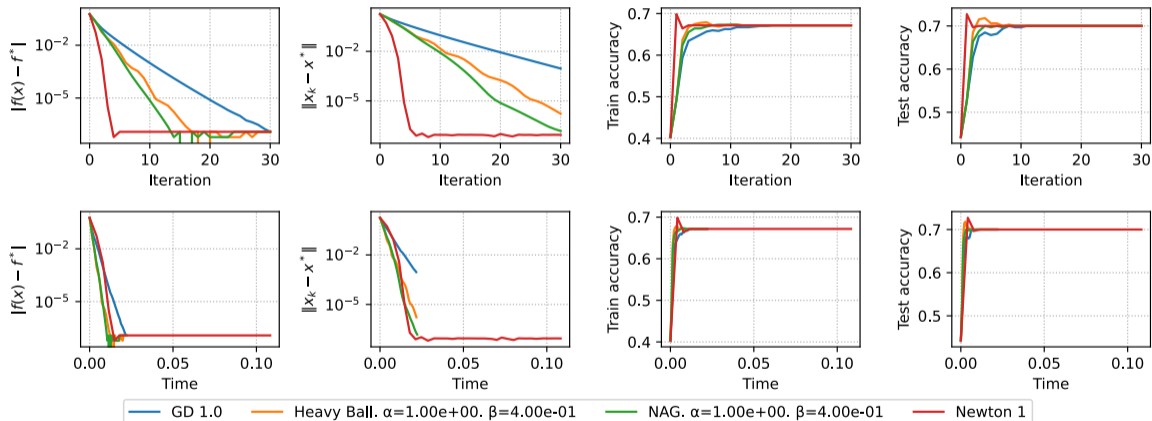 |f(x) − f*|
10⁻²
10⁻⁵
0 10 20 30
Iteration
‖x_k − x*‖
10⁻²
10⁻⁵
0 10 20 30
Iteration
Train accuracy
0.7
0.6
0.5
0.4
0 10 20 30
Iteration
Test accuracy
0.7
0.6
0.5
0 10 20 30
Iteration
|f(x) − f*|
10⁻²
10⁻⁵
0.00 0.05 0.10
Time
‖x_k − x*‖
10⁻²
10⁻⁵
0.00 0.05 0.10
Time
Train accuracy
0.7
0.6
0.5
0.4
0.00 0.05 0.10
Time
Test accuracy
0.7
0.6
0.5
0.00 0.05 0.10
Time
GD 1.0 Heavy Ball. α=1.00e+00. β=4.00e-01 NAG. α=1.00e+00. β=4.00e-01 Newton 1